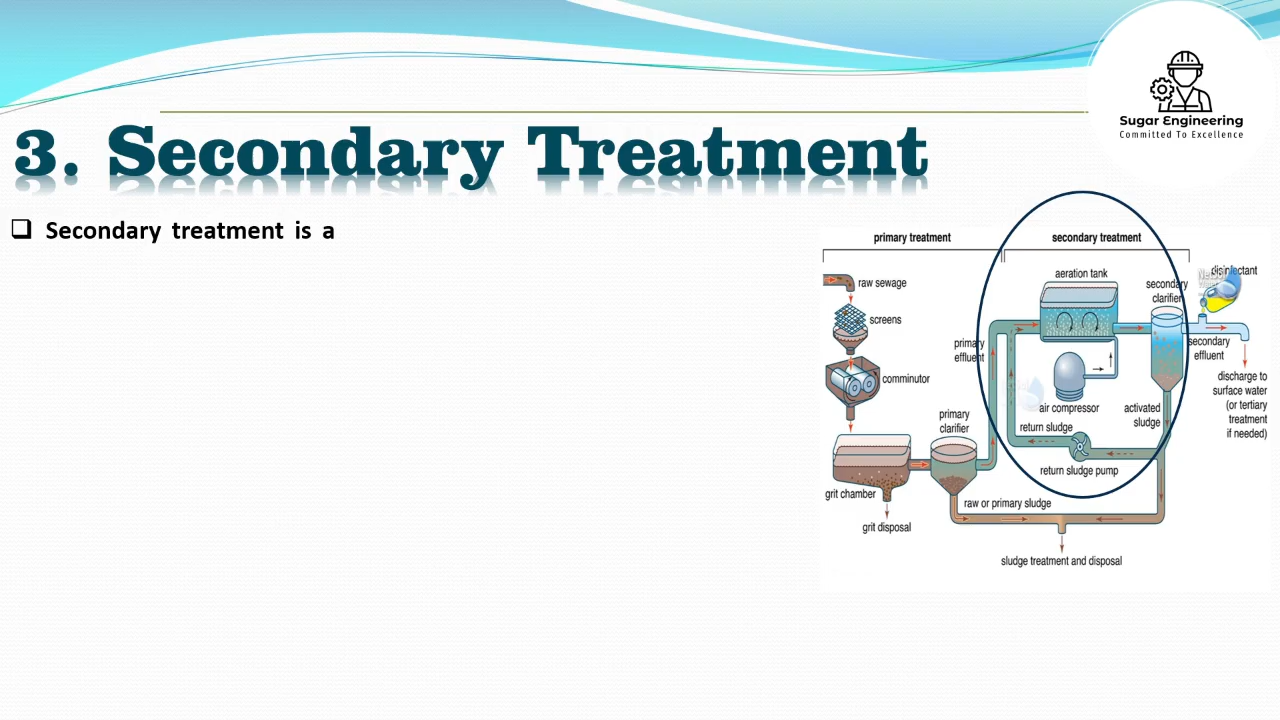 Sugar Engineering
Committed To Excellence
3. Secondary Treatment
Secondary treatment is a
primary treatment
secondary treatment
raw sewage
screens
comminutor
grit chamber
grit disposal
primary
clarifier
raw or primary sludge
sludge treatment and disposal
primary
effluent
aeration tank
air compressor
return sludge
return sludge pump
secondary
clarifier
activated
sludge
disinfectant
secondary
effluent
discharge to
surface water
(or tertiary
treatment
if needed)